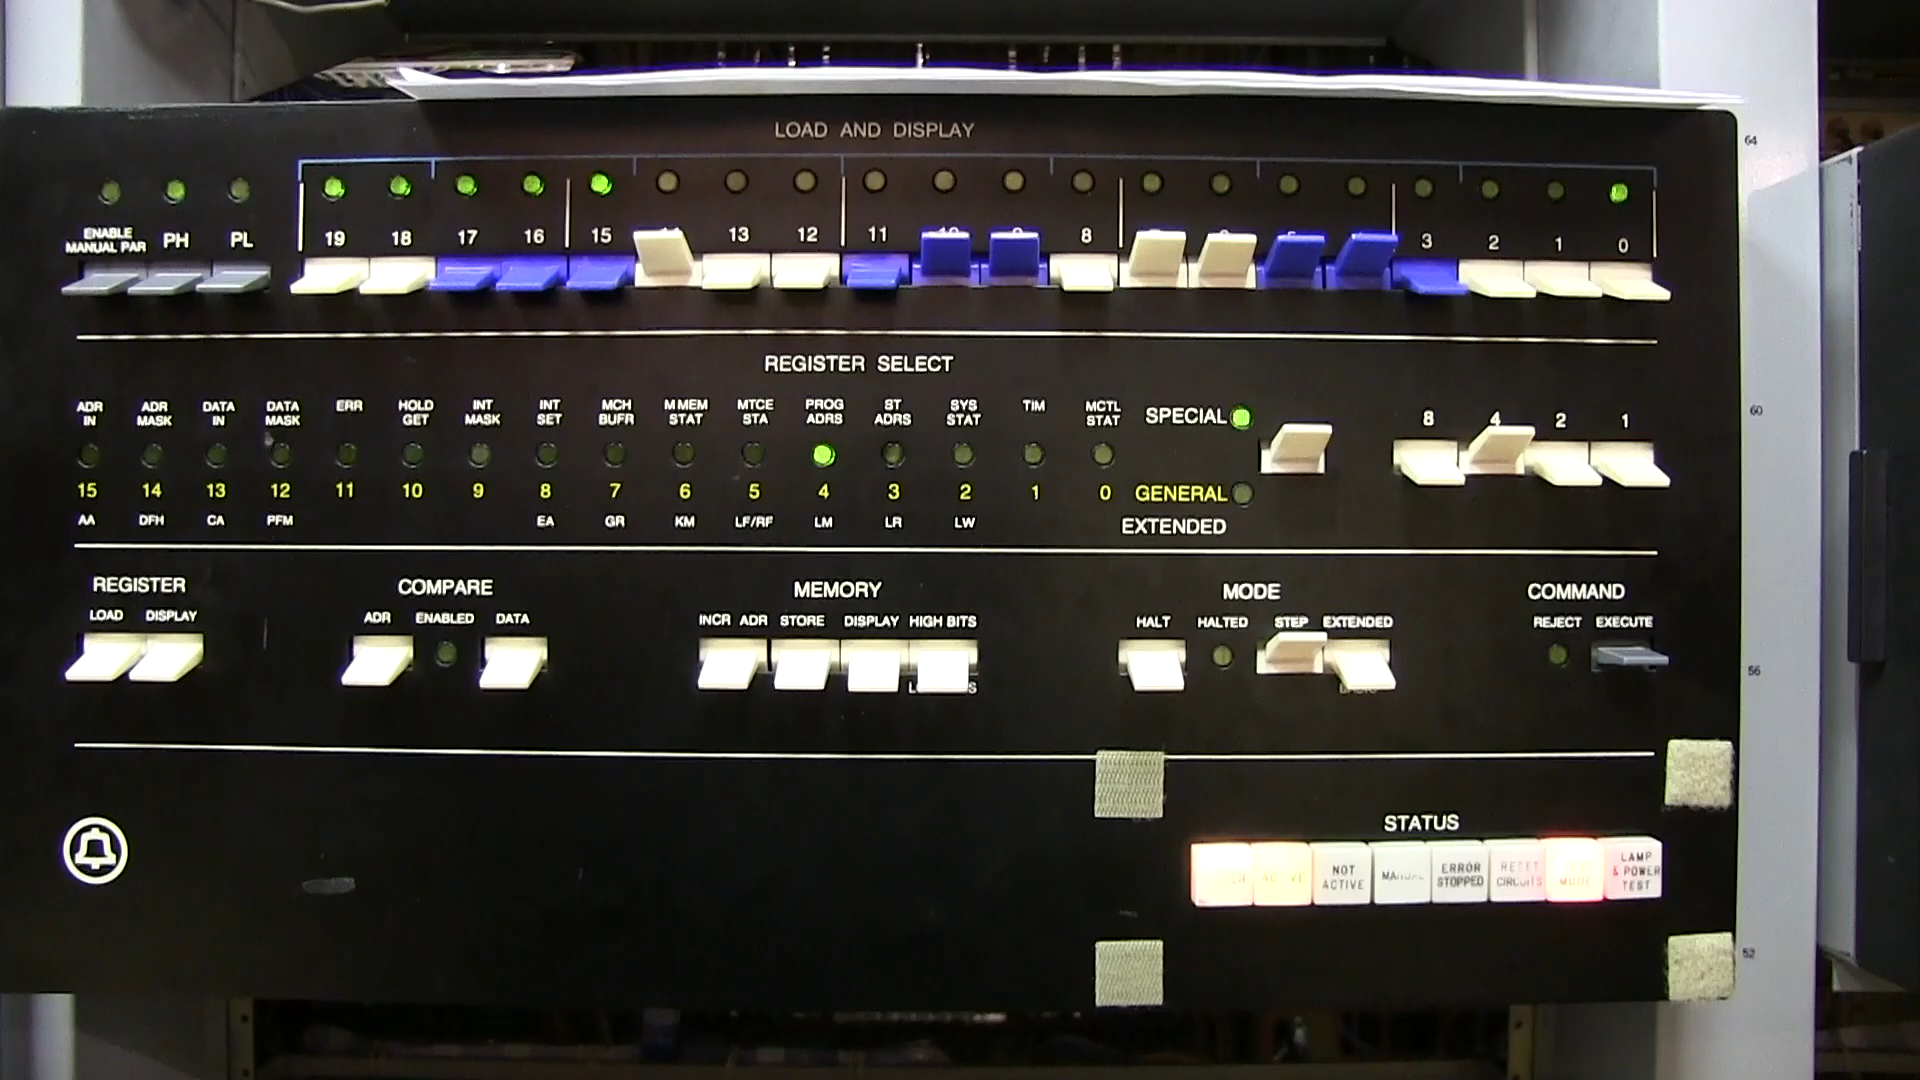 LOAD AND DISPLAY
64
ENABLE
MANUAL PAR PH PL 19 18 17 16 15 13 12 11 8 3 2 1 0
REGISTER SELECT
ADR IN
ADR MASK
DATA IN
DATA MASK
ERR
HOLD GET
INT MASK
INT SET
MCH BUFR
M MEM STAT
MTCE STA
PROG ADRS
ST ADRS
SYS STAT
TIM
MCTL STAT
SPECIAL
8 4 2 1
60
15 14 13 12 11 10 9 8 7 6 5 4 3 2 1 0 GENERAL
AA DFH CA PFM EA GR KM LF/RF LM LR LW EXTENDED
REGISTER COMPARE MEMORY MODE COMMAND
LOAD DISPLAY ADR ENABLED DATA INCR ADR STORE DISPLAY HIGH BITS HALT HALTED STEP EXTENDED REJECT EXECUTE
56
STATUS
NOT ACTIVE
MANUAL
ERROR STOPPED
RESET CIRCUITS
MODE
LAMP & POWER TEST
52